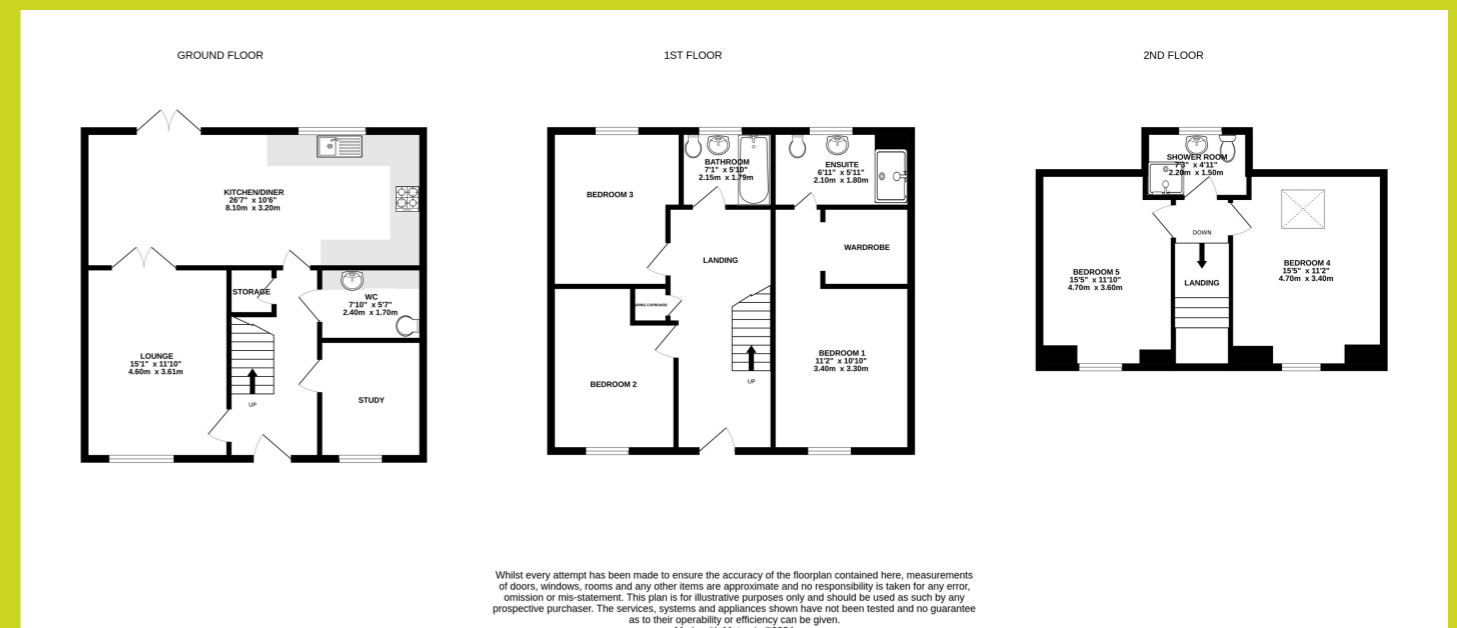 GROUND FLOOR
KITCHEN/DINER
26'7" x 10'6"
8.10m x 3.20m
STORAGE
WC
7'10" x 5'7"
2.40m x 1.70m
LOUNGE
15'1" x 11'10"
4.60m x 3.61m
UP
STUDY
1ST FLOOR
BATHROOM
7'1" x 5'10"
2.15m x 1.79m
ENSUITE
6'11" x 5'11"
2.10m x 1.80m
BEDROOM 3
WARDROBE
LANDING
CUPBOARD
BEDROOM 1
11'2" x 10'10"
3.40m x 3.30m
UP
BEDROOM 2
2ND FLOOR
SHOWER ROOM
7'3" x 4'11"
2.20m x 1.50m
DOWN
BEDROOM 5
15'5" x 11'10"
4.70m x 3.60m
LANDING
BEDROOM 4
15'5" x 11'2"
4.70m x 3.40m
Whilst every attempt has been made to ensure the accuracy of the floorplan contained here, measurements
of doors, windows, rooms and any other items are approximate and no responsibility is taken for any error,
omission or mis-statement. This plan is for illustrative purposes only and should be used as such by any
prospective purchaser. The services, systems and appliances shown have not been tested and no guarantee
as to their operability or efficiency can be given.